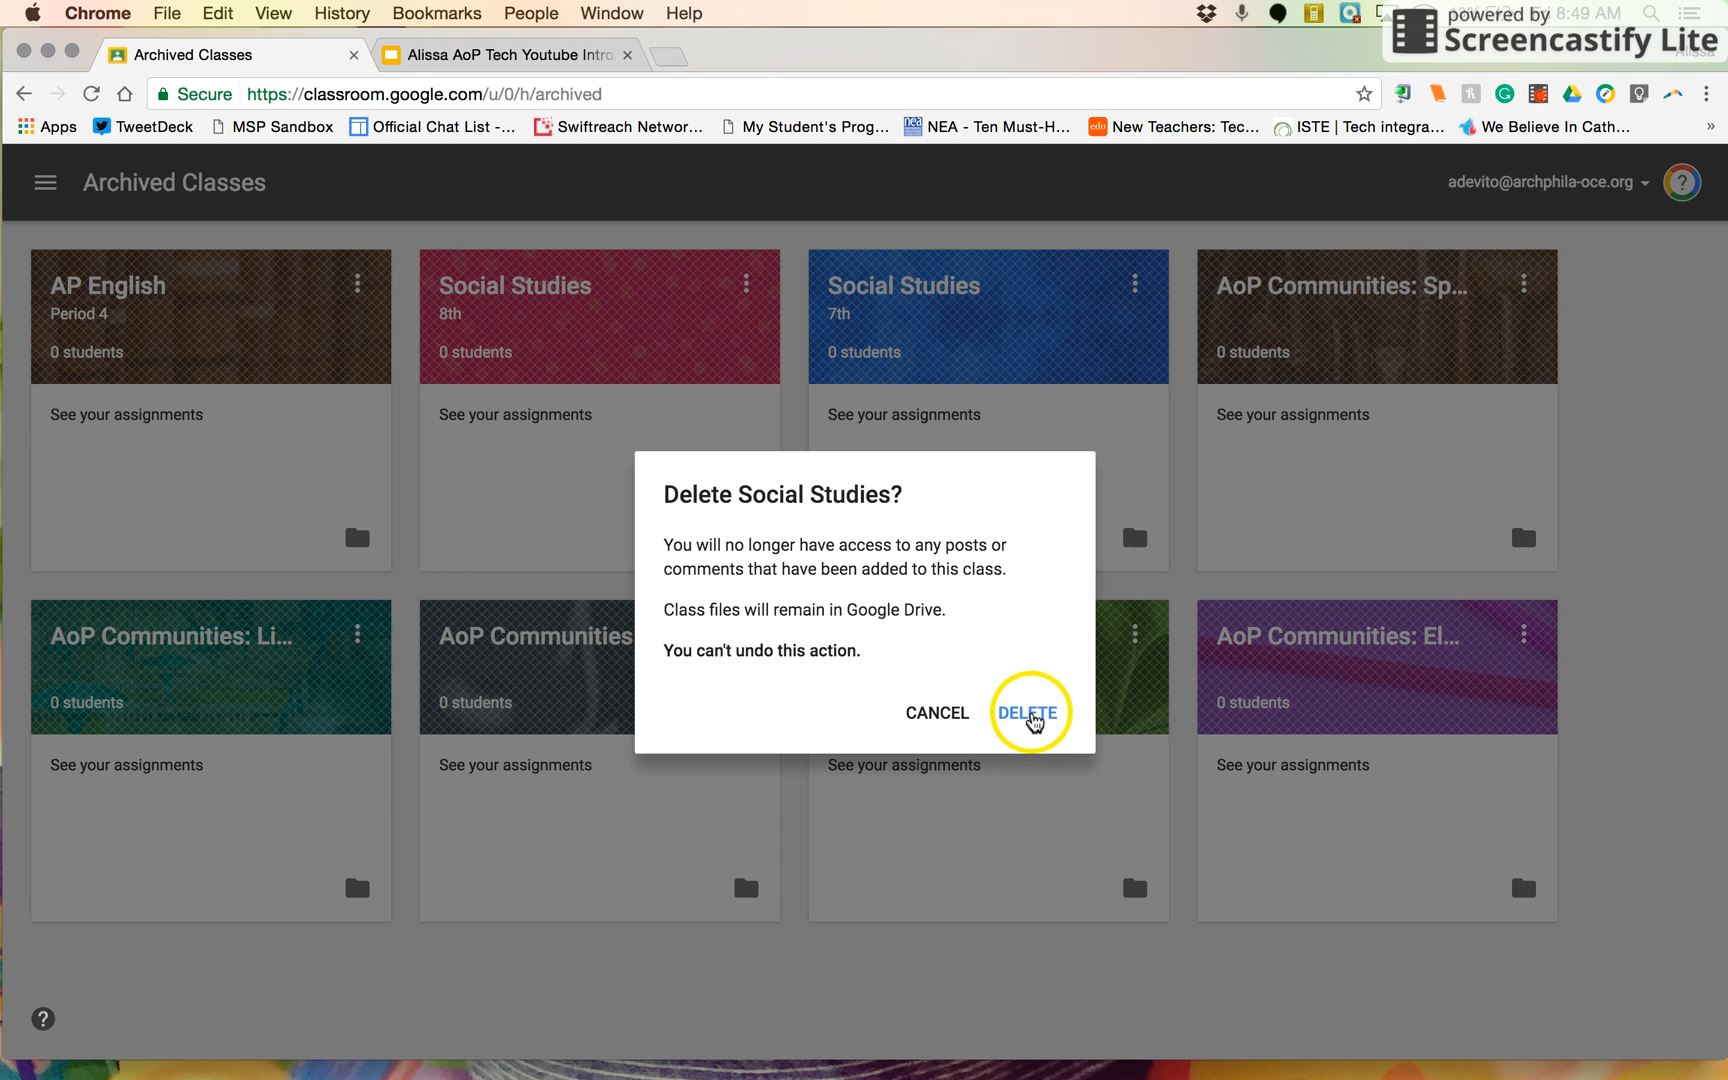 Chrome File Edit View History Bookmarks People Window Help
8:49 AM
powered by
Screencastify Lite
Archived Classes
Alissa AoP Tech Youtube Intro
Secure https://classroom.google.com/u/0/h/archived
Apps TweetDeck MSP Sandbox Official Chat List -... Swiftreach Networ... My Student's Prog... NEA - Ten Must-H... New Teachers: Tec... ISTE | Tech integra... We Believe In Cath... »
Archived Classes
adevito@archphila-oce.org
AP English
Period 4
0 students
See your assignments
Social Studies
8th
0 students
See your assignments
Social Studies
7th
0 students
See your assignments
AoP Communities: Sp...
0 students
See your assignments
Delete Social Studies?
You will no longer have access to any posts or
comments that have been added to this class.
Class files will remain in Google Drive.
You can't undo this action.
CANCEL DELETE
AoP Communities: Li...
0 students
See your assignments
AoP Communities
0 students
See your assignments
See your assignments
AoP Communities: El...
0 students
See your assignments